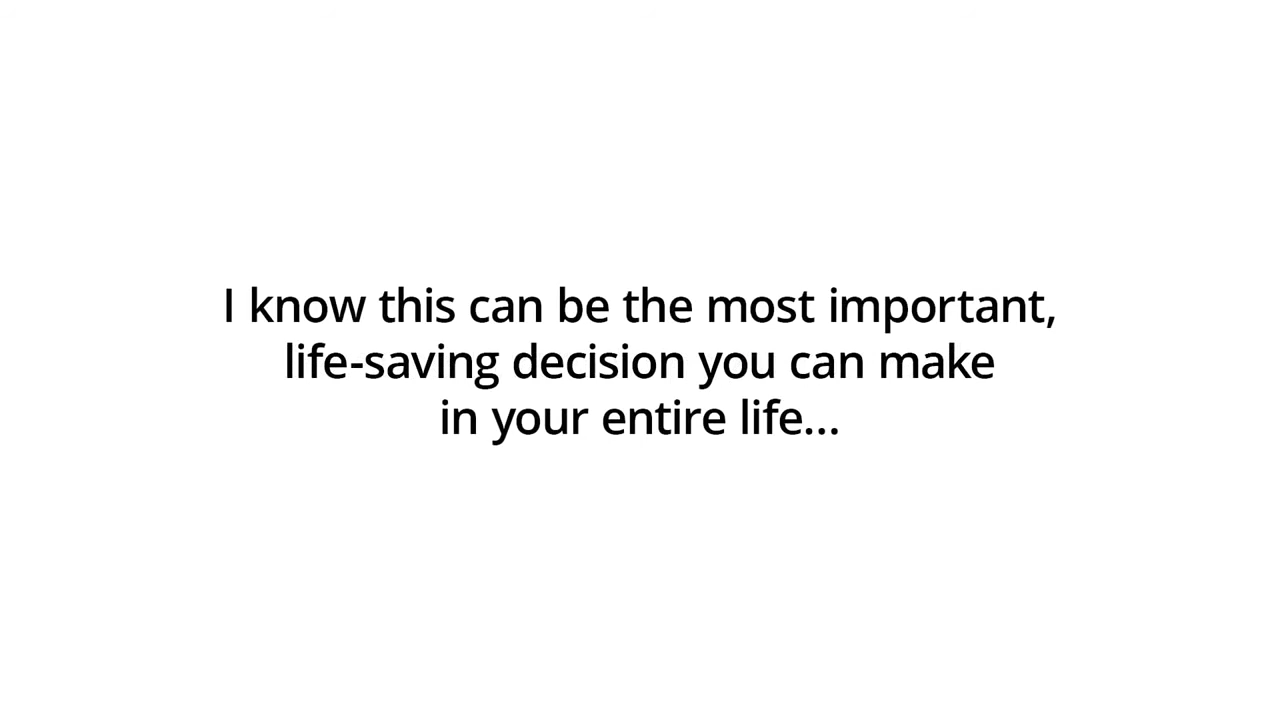 I know this can be the most important,
life-saving decision you can make
in your entire life...